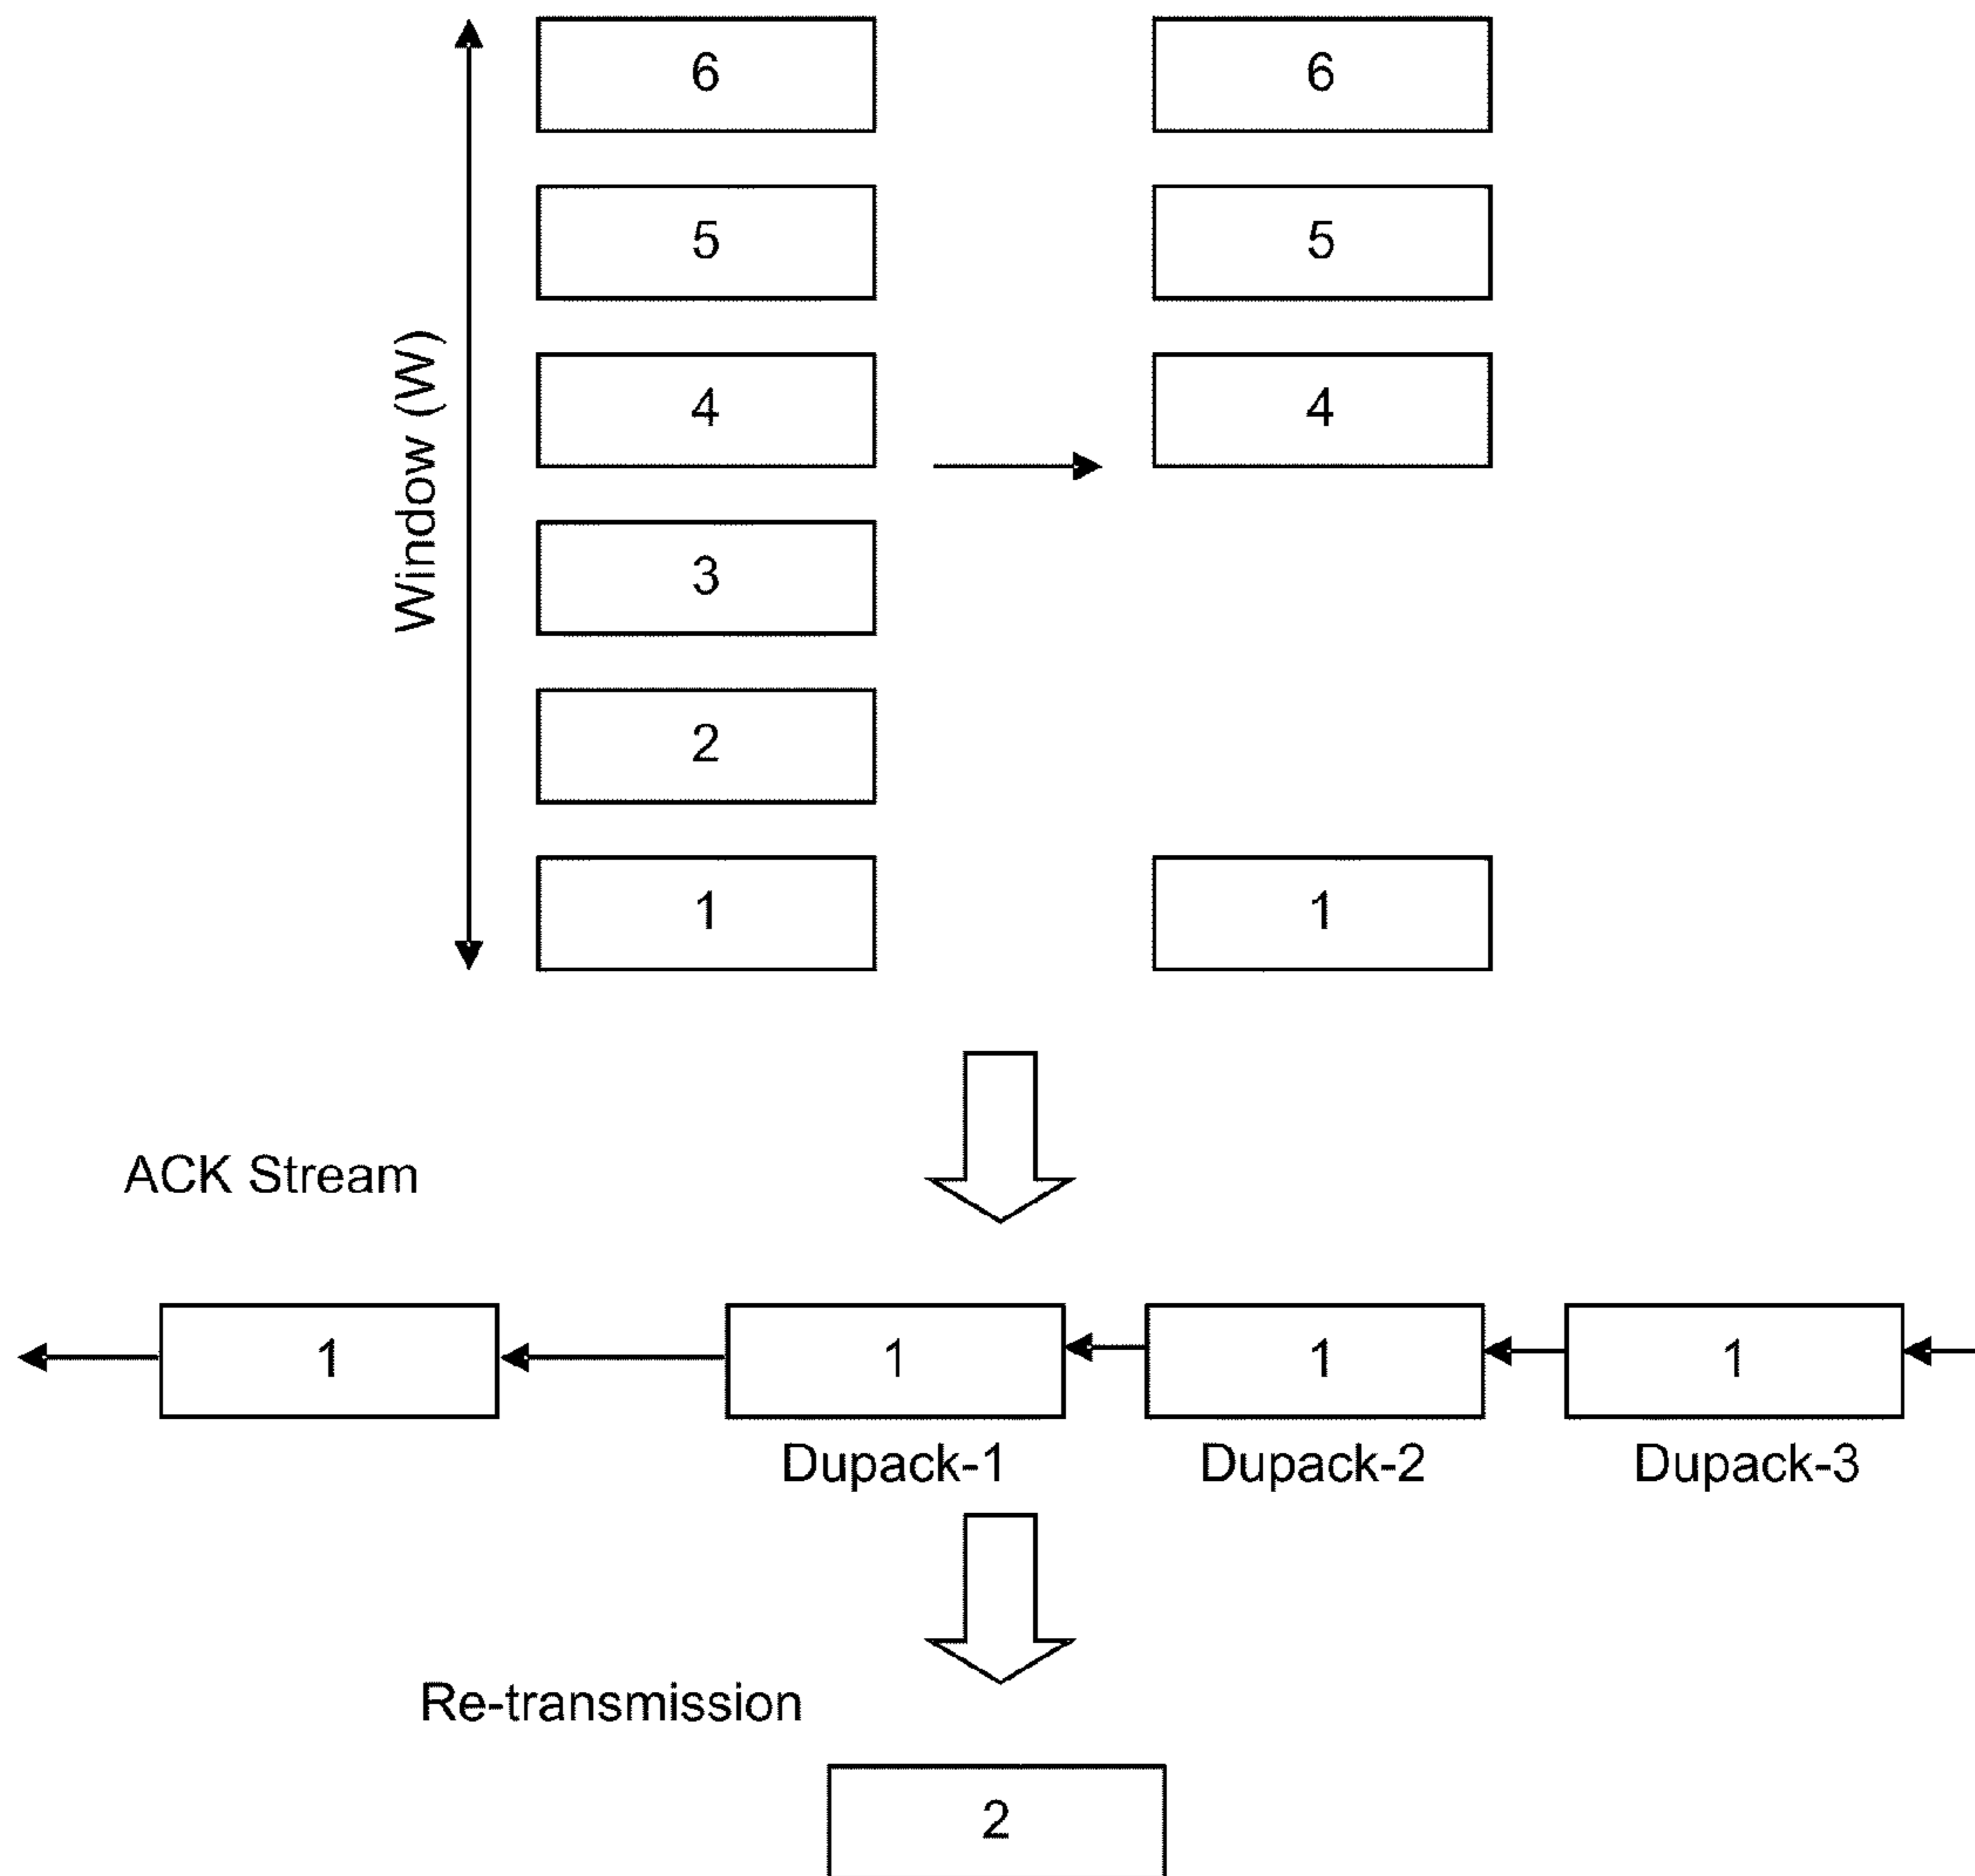 6 6
5 5
Window (W)
4 4
3
2
1 1
ACK Stream
1 1 1 1
Dupack-1 Dupack-2 Dupack-3
Re-transmission
2